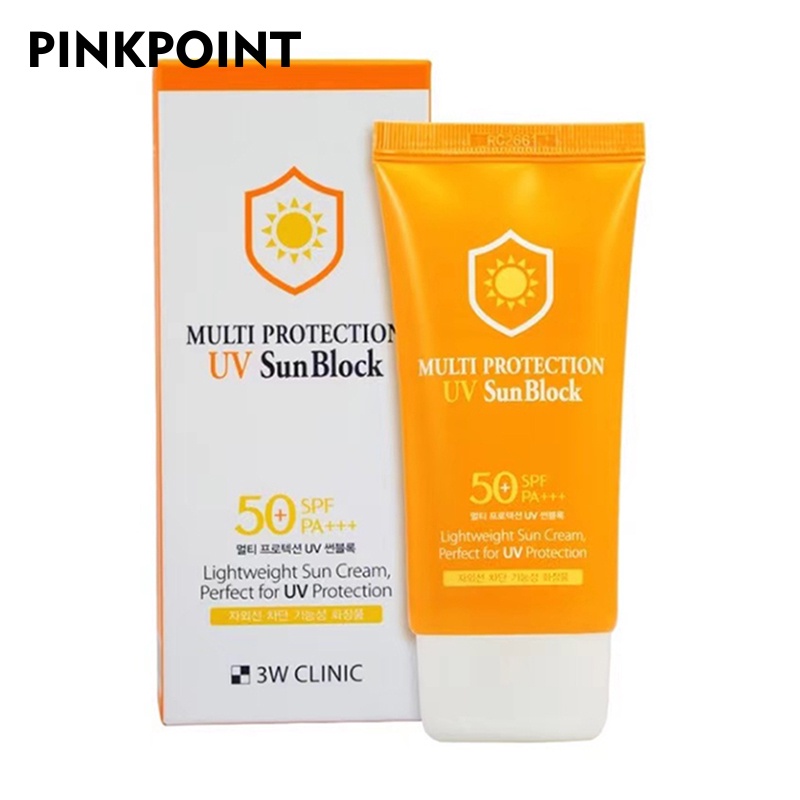 PINKPOINT
MULTI PROTECTION
UV SunBlock
50+ SPF
PA+++
멀티 프로텍션 UV 썬블록
Lightweight Sun Cream,
Perfect for UV Protection
자외선 차단 기능성 화장품
3W CLINIC
MULTI PROTECTION
UV SunBlock
50+ SPF
PA+++
멀티 프로텍션 UV 썬블록
Lightweight Sun Cream,
Perfect for UV Protection
자외선 차단 기능성 화장품